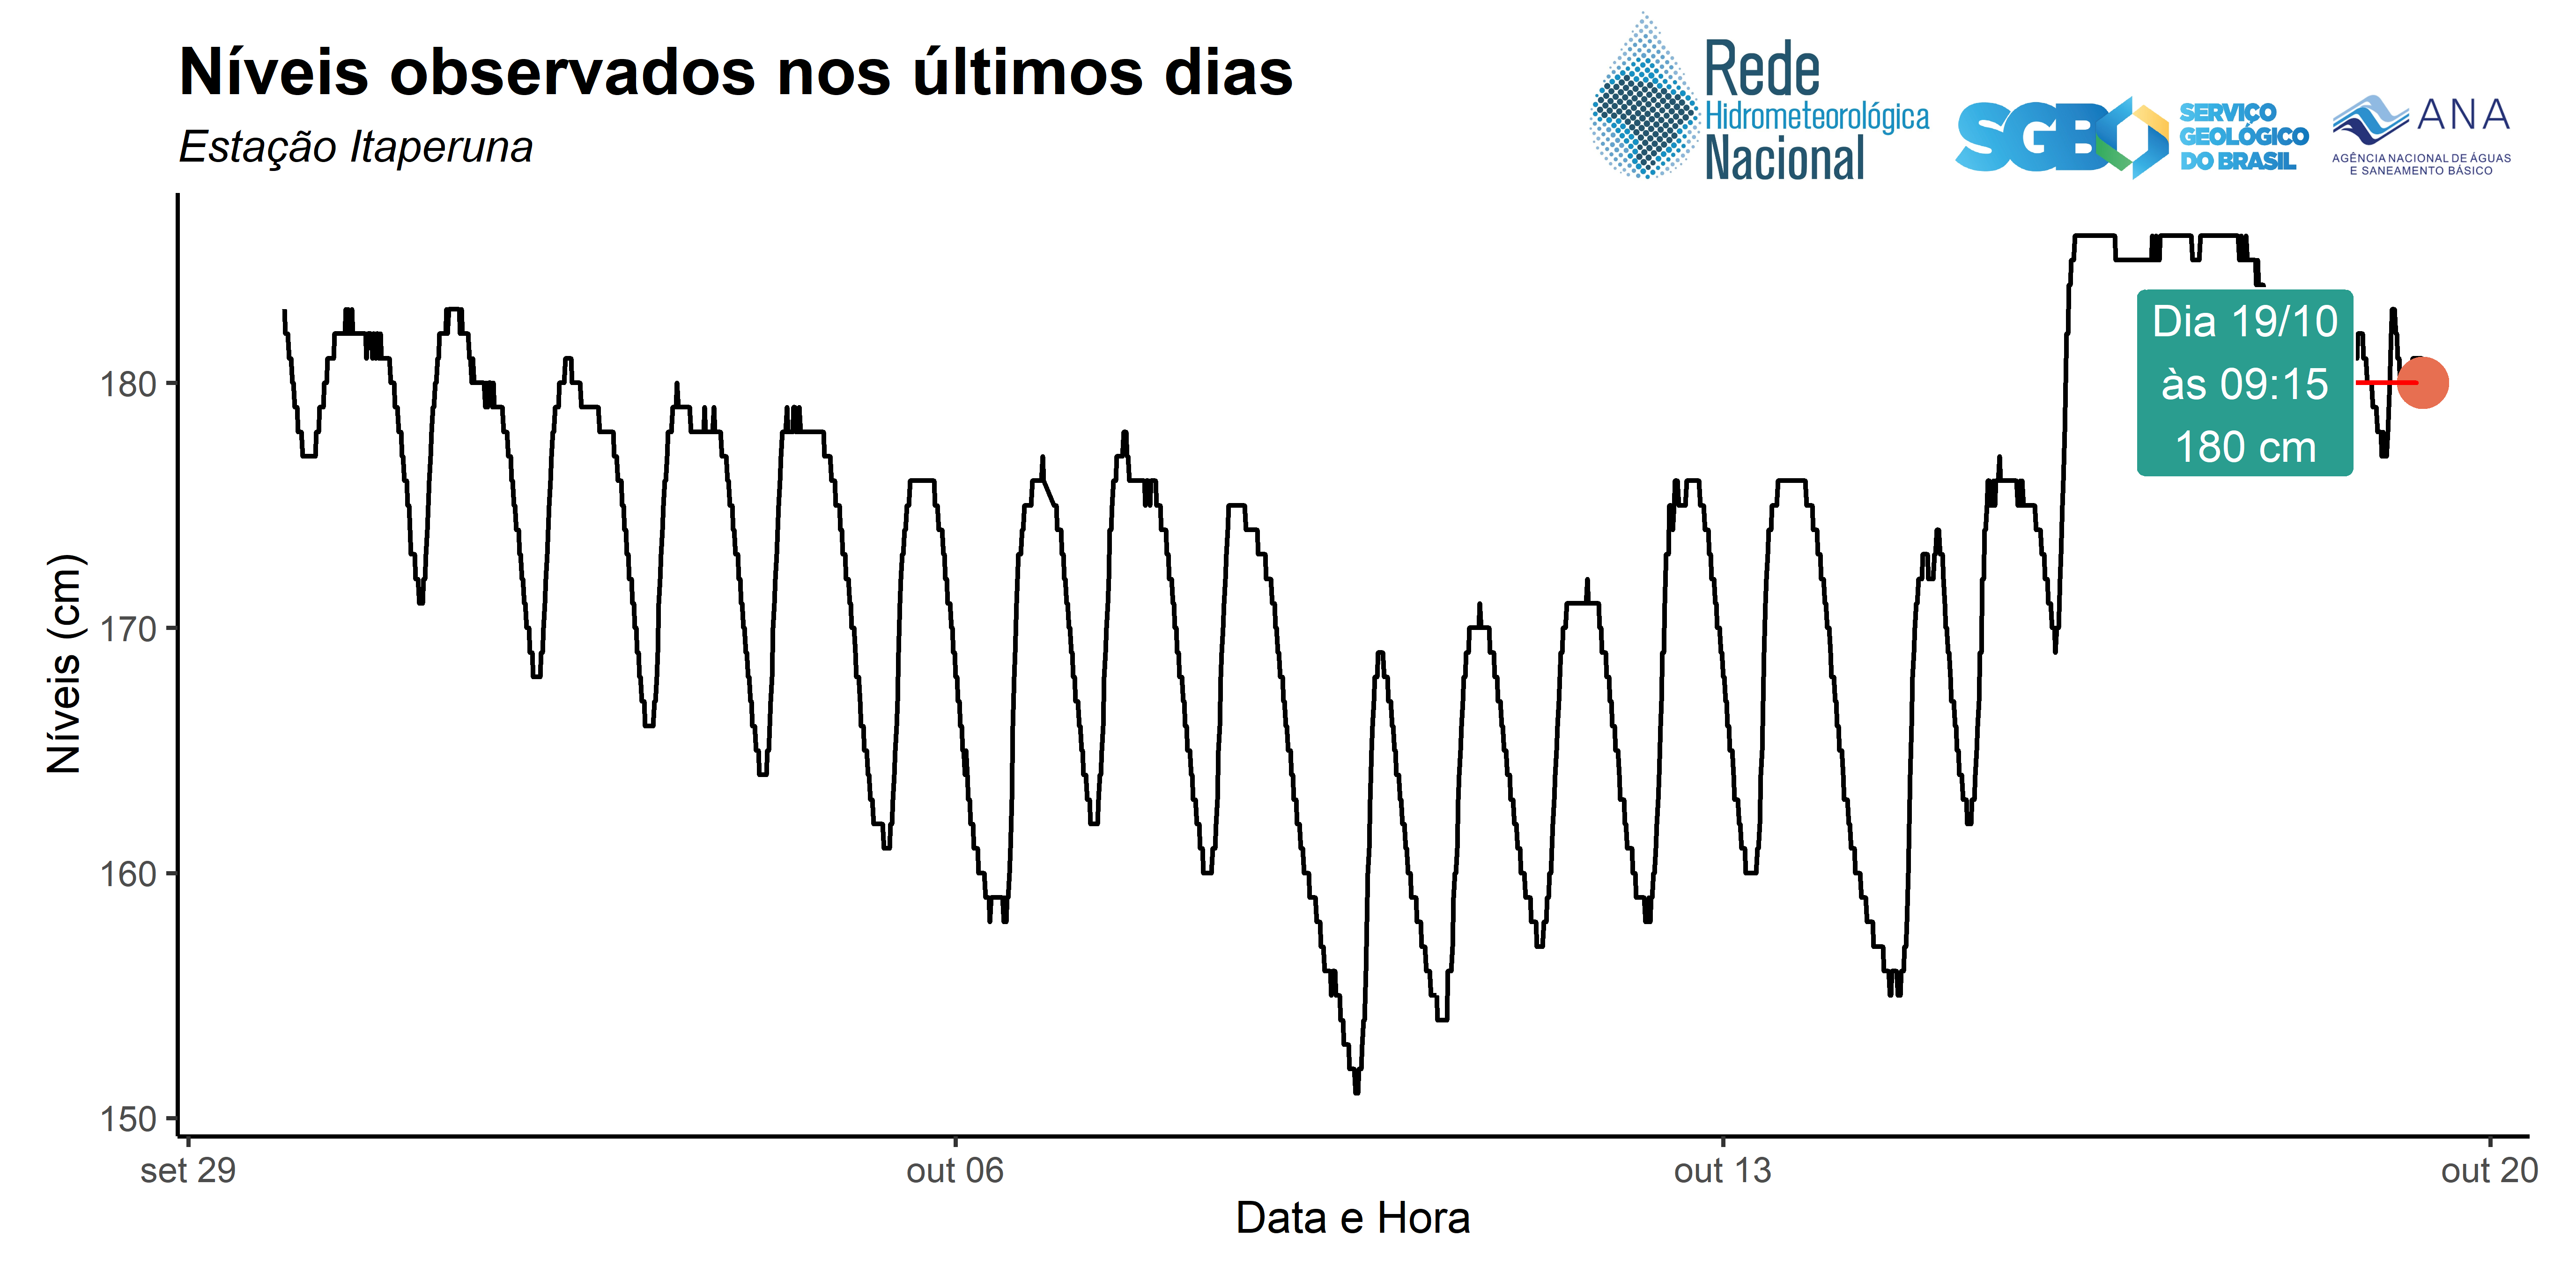 Níveis observados nos últimos dias
Estação Itaperuna
Rede
Hidrometeorológica
Nacional
SGB
SERVIÇO
GEOLÓGICO
DO BRASIL
ANA
AGÊNCIA NACIONAL DE ÁGUAS
E SANEAMENTO BÁSICO
Dia 19/10
às 09:15
180 cm
Níveis (cm)
180
170
160
150
set 29
out 06
out 13
out 20
Data e Hora